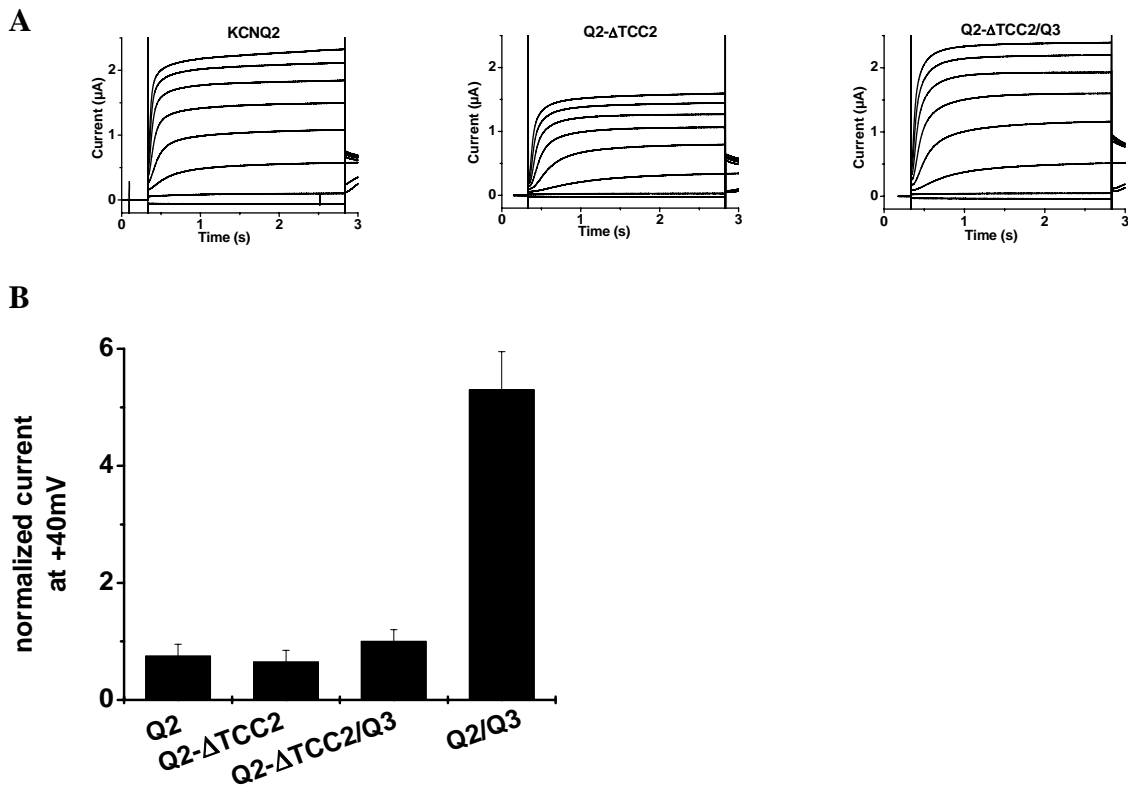 A
KCNQ2
Current (µA)
2
1
0
0 1 2 3
Time (s)
Q2-ΔTCC2
Current (µA)
2
1
0
0 1 2 3
Time (s)
Q2-ΔTCC2/Q3
Current (µA)
2
1
0
0 1 2 3
Time (s)
B
normalized current
at +40mV
6
4
2
0
Q2
Q2-ΔTCC2
Q2-ΔTCC2/Q3
Q2/Q3